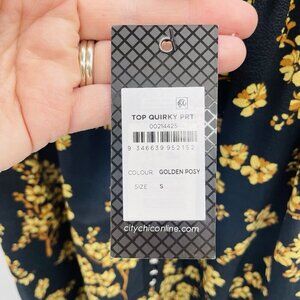 TOP QUIRKY PRT
00214425
9 346639 952152
COLOUR GOLDEN POSY
SIZE S
citychiconline.com